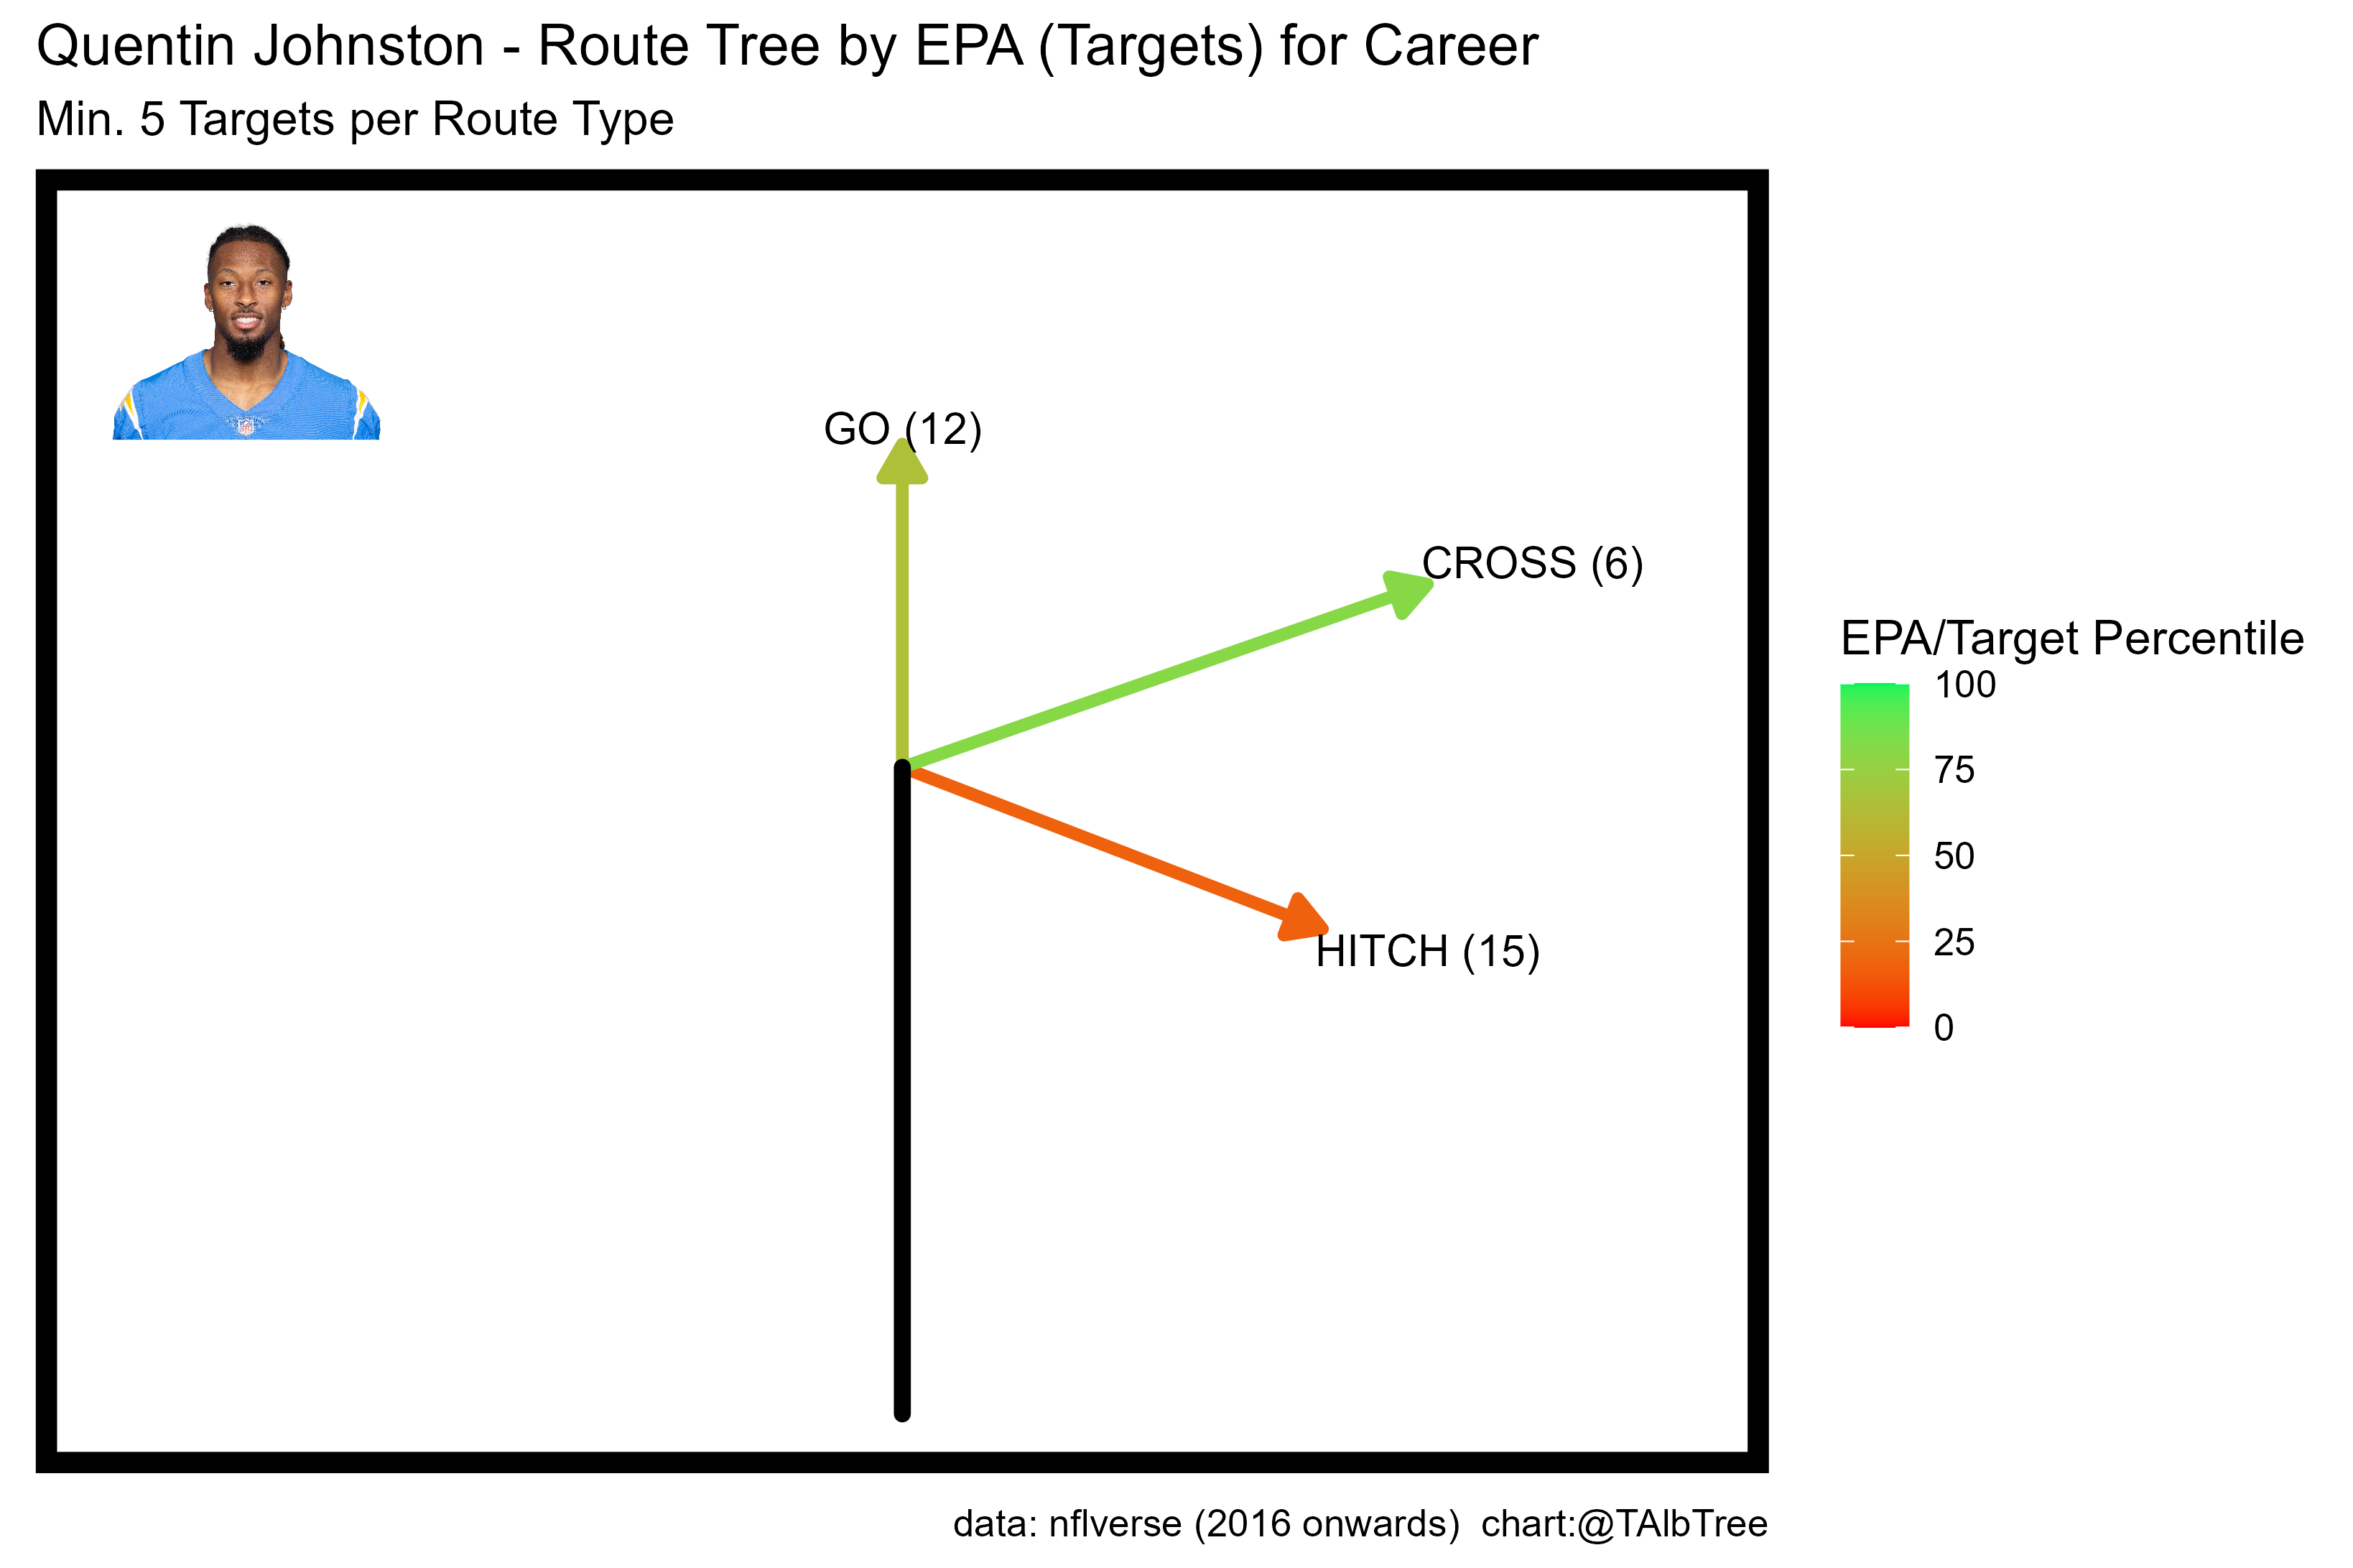 Quentin Johnston - Route Tree by EPA (Targets) for Career
Min. 5 Targets per Route Type
GO (12)
CROSS (6)
HITCH (15)
EPA/Target Percentile
100
75
50
25
0
data: nflverse (2016 onwards)  chart:@TAlbTree